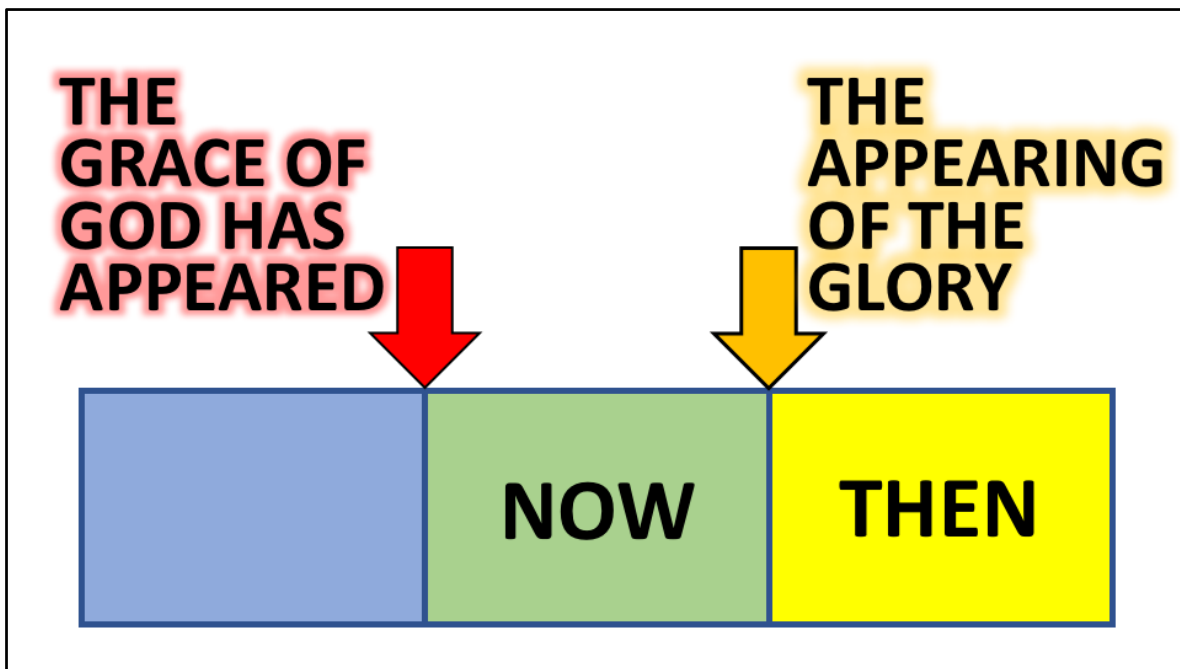 THE
GRACE OF
GOD HAS
APPEARED
THE
APPEARING
OF THE
GLORY
NOW
THEN